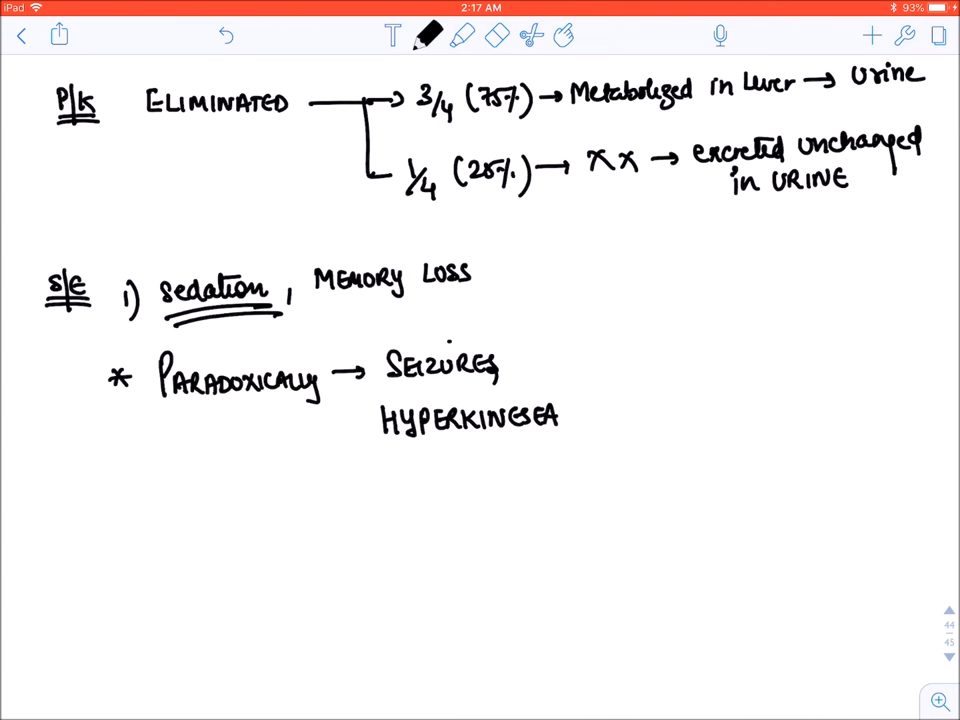 iPad 2:17 AM 93%
P/K ELIMINATED → 3/4 (75%) → Metabolized in Liver → Urine
1/4 (25%) → xx → excreted unchanged
in URINE
S/E 1) Sedation, MEMORY LOSS
* PARADOXICALLY → SEIZURES,
HYPERKINESEA
44
45